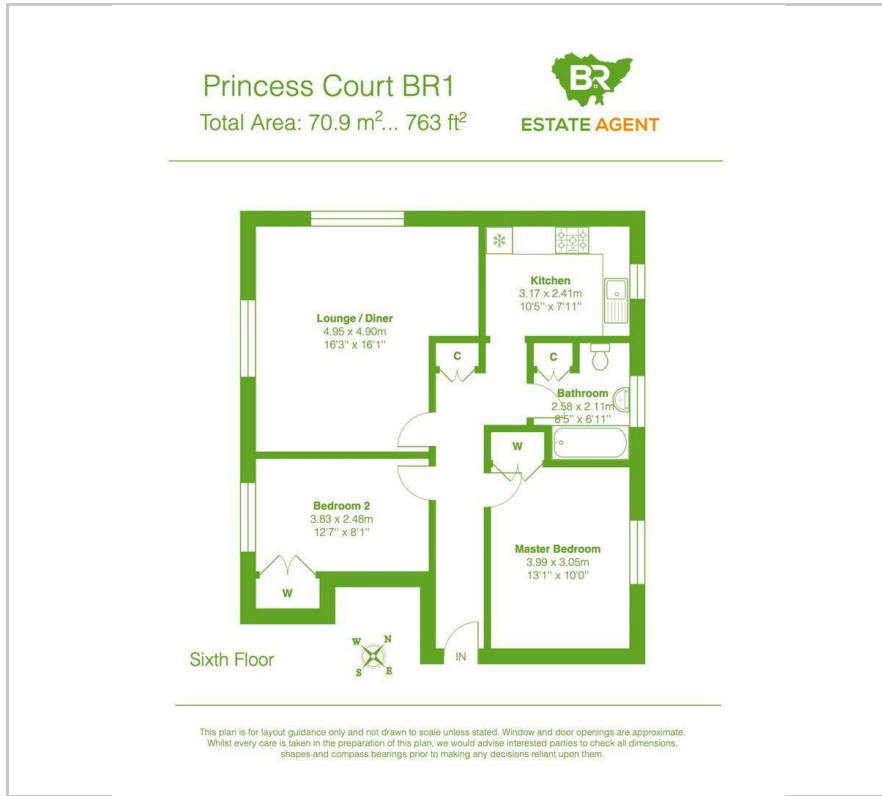 Princess Court BR1
Total Area: 70.9 m²... 763 ft²
BR
ESTATE AGENT
Kitchen
3.17 x 2.41m
10'5" x 7'11"
Lounge / Diner
4.95 x 4.90m
16'3" x 16'1"
C
C
Bathroom
2.58 x 2.11m
8'5" x 6'11"
W
Bedroom 2
3.83 x 2.48m
12'7" x 8'1"
Master Bedroom
3.99 x 3.05m
13'1" x 10'0"
W
W N
S E
IN
Sixth Floor
This plan is for layout guidance only and not drawn to scale unless stated. Window and door openings are approximate.
Whilst every care is taken in the preparation of this plan, we would advise interested parties to check all dimensions,
shapes and compass bearings prior to making any decisions reliant upon them.